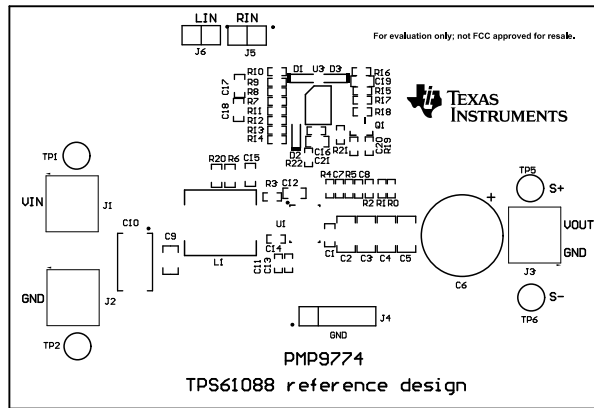 LIN RIN
J6 J5
For evaluation only; not FCC approved for resale.
TEXAS
INSTRUMENTS
R10 D1 U3 D3 R16
C17 R9 C19
R8 R15
C18 R7 R17
R11 R18
R12
R13 Q1
R14 D2 C16 R21 C20 R19
R22 C21
TP1
R20 R6 C15
VIN
J1
R4 C7 R5 C8
R3 C12
R2 R1 R0
TP5
S+
+
VOUT
GND
J3
C10
C9
L1
U1
C14
C11 C13
C1
C2 C3 C4 C5
C6
GND
J2
S-
TP6
TP2
J4
GND
PMP9774
TPS61088 reference design